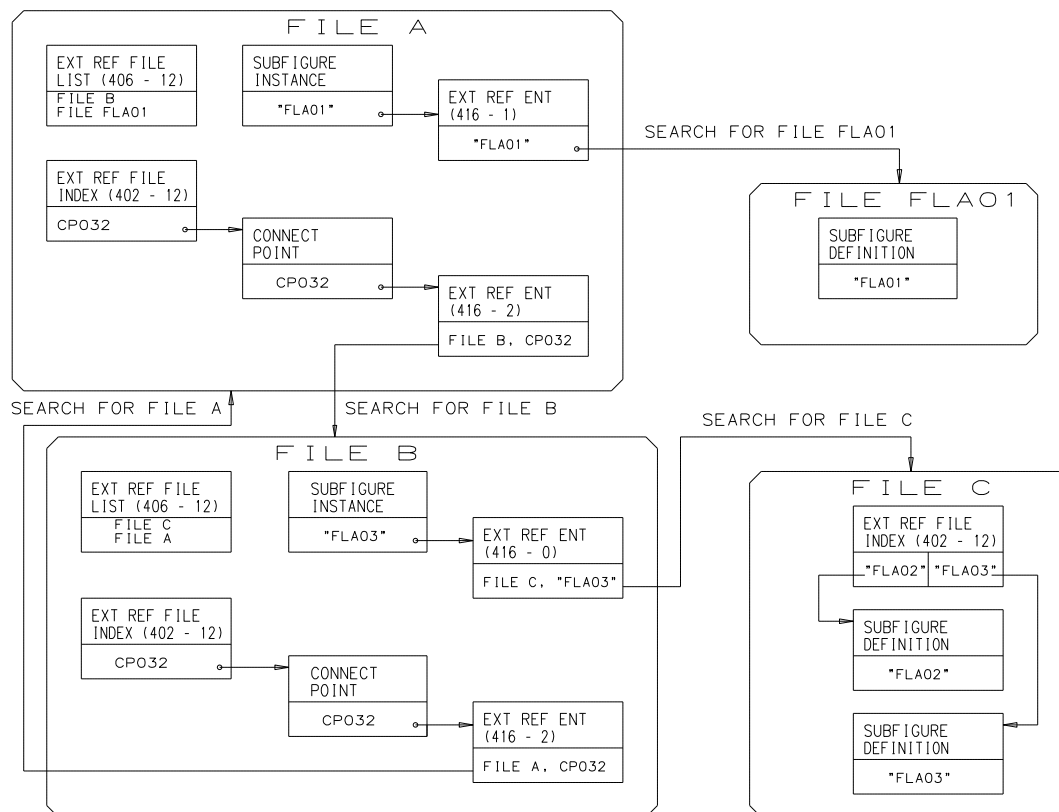 FILE A
EXT REF FILE
LIST (406 - 12)
FILE B
FILE FLA01
SUBFIGURE
INSTANCE
"FLA01"
EXT REF ENT
(416 - 1)
"FLA01"
SEARCH FOR FILE FLA01
EXT REF FILE
INDEX (402 - 12)
CP032
CONNECT
POINT
CP032
EXT REF ENT
(416 - 2)
FILE B, CP032
FILE FLA01
SUBFIGURE
DEFINITION
"FLA01"
SEARCH FOR FILE A
SEARCH FOR FILE B
SEARCH FOR FILE C
FILE B
EXT REF FILE
LIST (406 - 12)
FILE C
FILE A
SUBFIGURE
INSTANCE
"FLA03"
EXT REF ENT
(416 - 0)
FILE C, "FLA03"
EXT REF FILE
INDEX (402 - 12)
CP032
CONNECT
POINT
CP032
EXT REF ENT
(416 - 2)
FILE A, CP032
FILE C
EXT REF FILE
INDEX (402 - 12)
"FLA02" "FLA03"
SUBFIGURE
DEFINITION
"FLA02"
SUBFIGURE
DEFINITION
"FLA03"